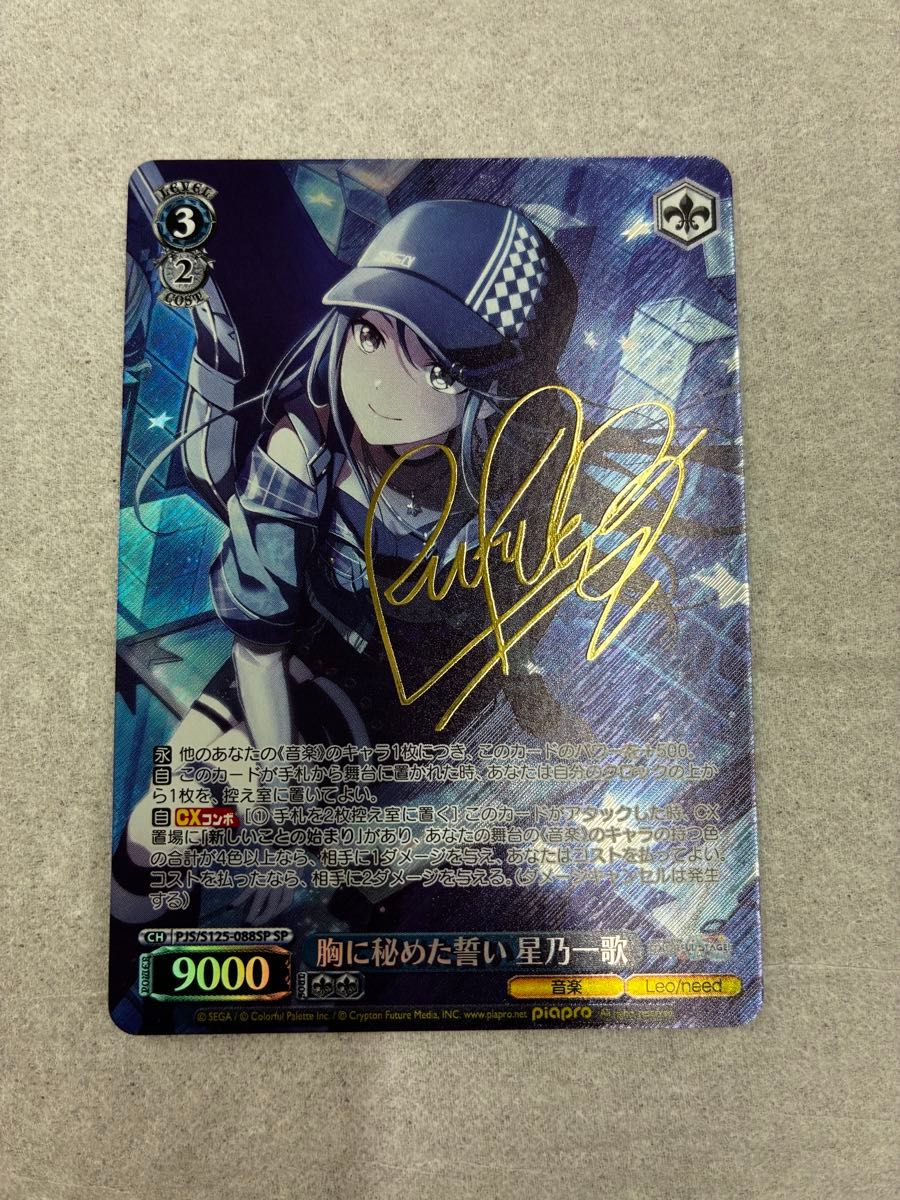 LEVEL
3
2
COST
永 他のあなたの《音楽》のキャラ1枚につき、このカードのパワーを+500。
自 このカードが手札から舞台に置かれた時、あなたは自分のクロックの上か
ら1枚を、控え室に置いてよい。
自 CXコンボ [① 手札を2枚控え室に置く] このカードがアタックした時、CX
置場に「新しいことの始まり」があり、あなたの舞台の《音楽》のキャラの持つ色
の合計が4色以上なら、相手に1ダメージを与え、あなたはコストを払ってよい。
コストを払ったなら、相手に2ダメージを与える。(ダメージキャンセルは発生
する)
CH PJS/S125-088SP SP
POWER 9000
胸に秘めた誓い 星乃一歌
SOUL
音楽 Leo/need
© SEGA / © Colorful Palette Inc. / © Crypton Future Media, INC. www.piapro.net piapro All rights reserved.